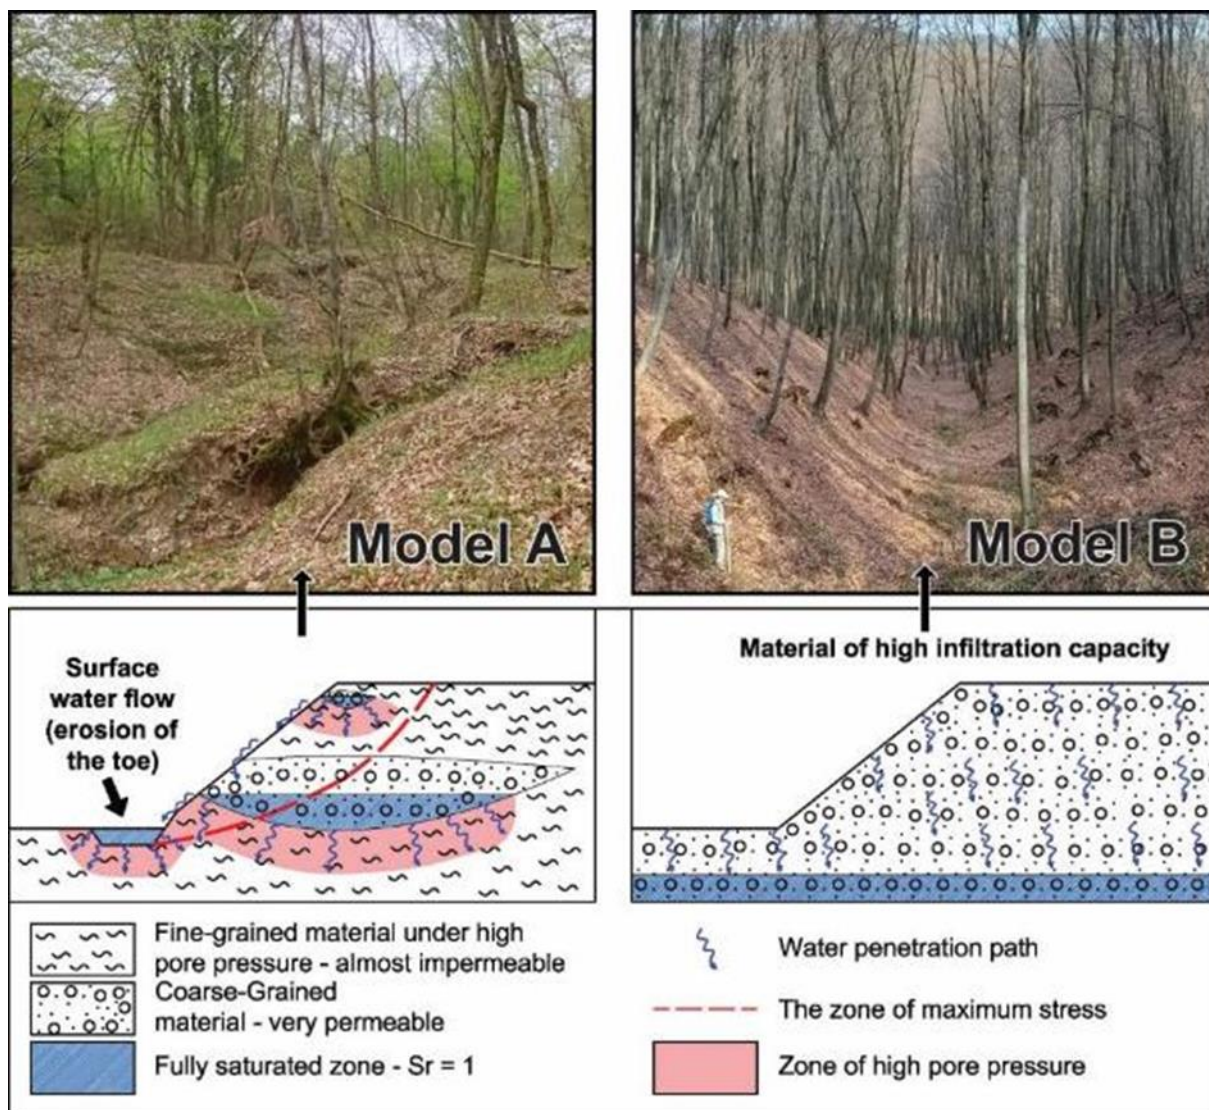 Model A
Model B
Surface
water flow
(erosion of
the toe)
Material of high infiltration capacity
Fine-grained material under high
pore pressure - almost impermeable
Coarse-Grained
material - very permeable
Fully saturated zone - Sr = 1
Water penetration path
The zone of maximum stress
Zone of high pore pressure